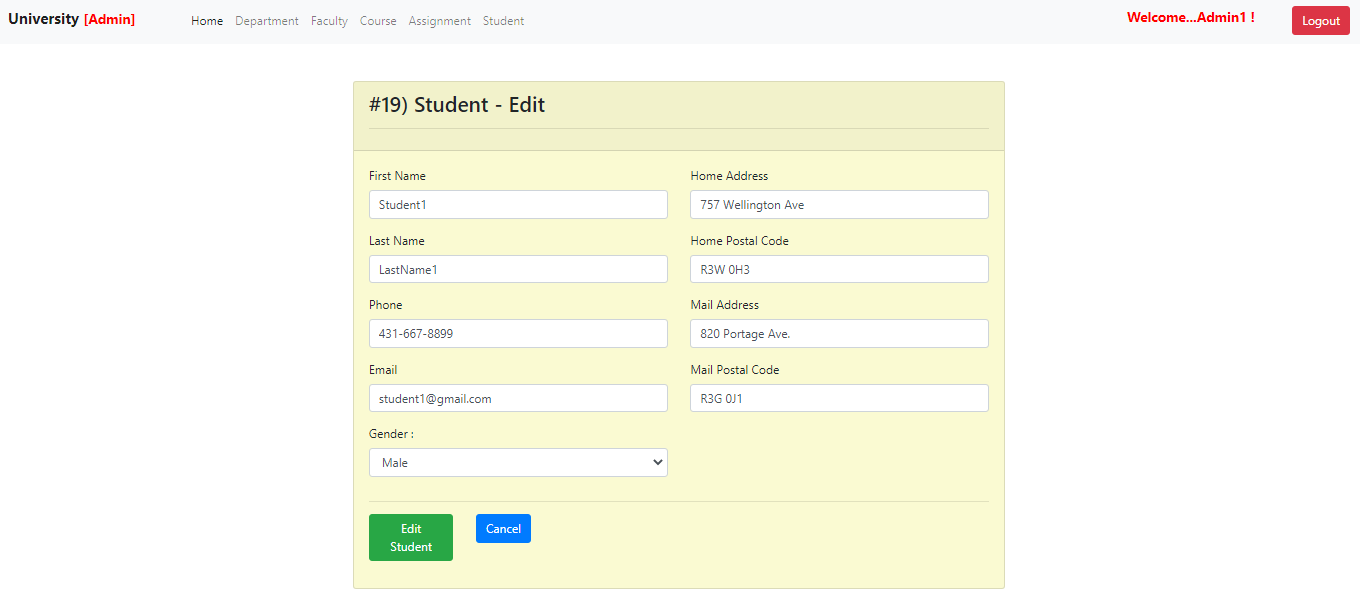 University [Admin] Home Department Faculty Course Assignment Student Welcome...Admin1 ! Logout
#19) Student - Edit
First Name
Student1
Last Name
LastName1
Phone
431-667-8899
Email
student1@gmail.com
Gender :
Male
Home Address
757 Wellington Ave
Home Postal Code
R3W 0H3
Mail Address
820 Portage Ave.
Mail Postal Code
R3G 0J1
Edit
Student
Cancel